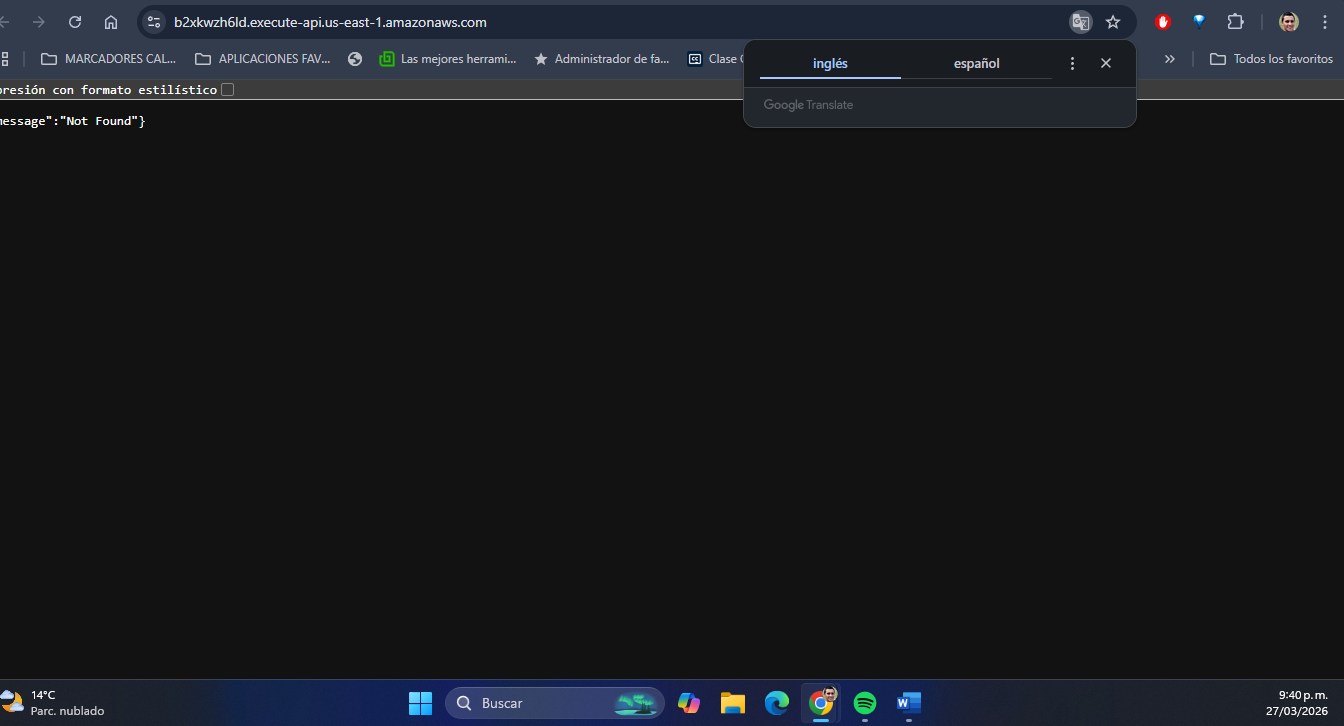 b2xkwzh6ld.execute-api.us-east-1.amazonaws.com
MARCADORES CAL... APLICACIONES FAV... Las mejores herrami... Administrador de fa... Clase Todos los favoritos
inglés español
Google Translate
presión con formato estilístico
message":"Not Found"}
14°C
Parc. nublado
Buscar
9:40 p. m.
27/03/2026